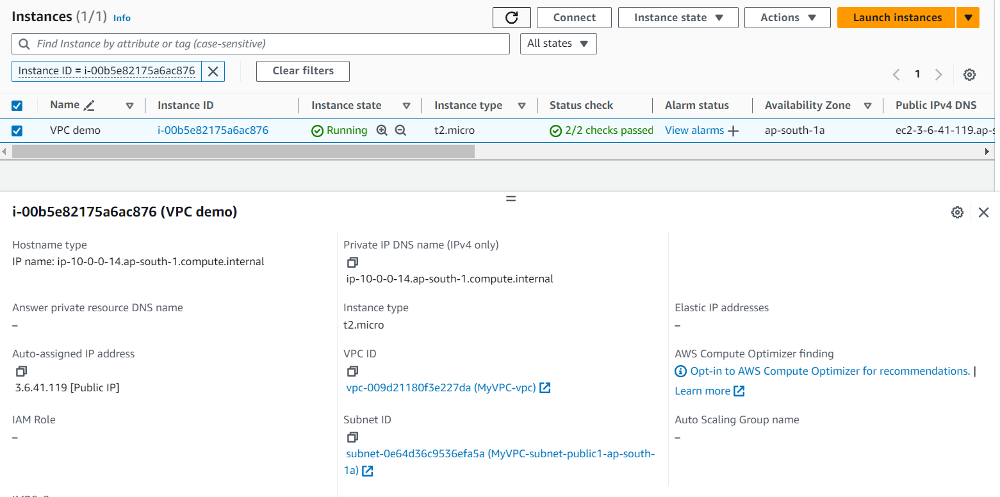 Instances (1/1) Info
Connect
Instance state
Actions
Launch instances
Find Instance by attribute or tag (case-sensitive)
All states
Instance ID = i-00b5e82175a6ac876
Clear filters
1
Name
Instance ID
Instance state
Instance type
Status check
Alarm status
Availability Zone
Public IPv4 DNS
VPC demo
i-00b5e82175a6ac876
Running
t2.micro
2/2 checks passed
View alarms
ap-south-1a
ec2-3-6-41-119.ap-s
i-00b5e82175a6ac876 (VPC demo)
Hostname type
IP name: ip-10-0-0-14.ap-south-1.compute.internal
Private IP DNS name (IPv4 only)
ip-10-0-0-14.ap-south-1.compute.internal
Answer private resource DNS name
–
Instance type
t2.micro
Elastic IP addresses
–
Auto-assigned IP address
3.6.41.119 [Public IP]
VPC ID
vpc-009d21180f3e227da (MyVPC-vpc)
AWS Compute Optimizer finding
Opt-in to AWS Compute Optimizer for recommendations. |
Learn more
IAM Role
–
Subnet ID
subnet-0e64d36c9536efa5a (MyVPC-subnet-public1-ap-south-
1a)
Auto Scaling Group name
–